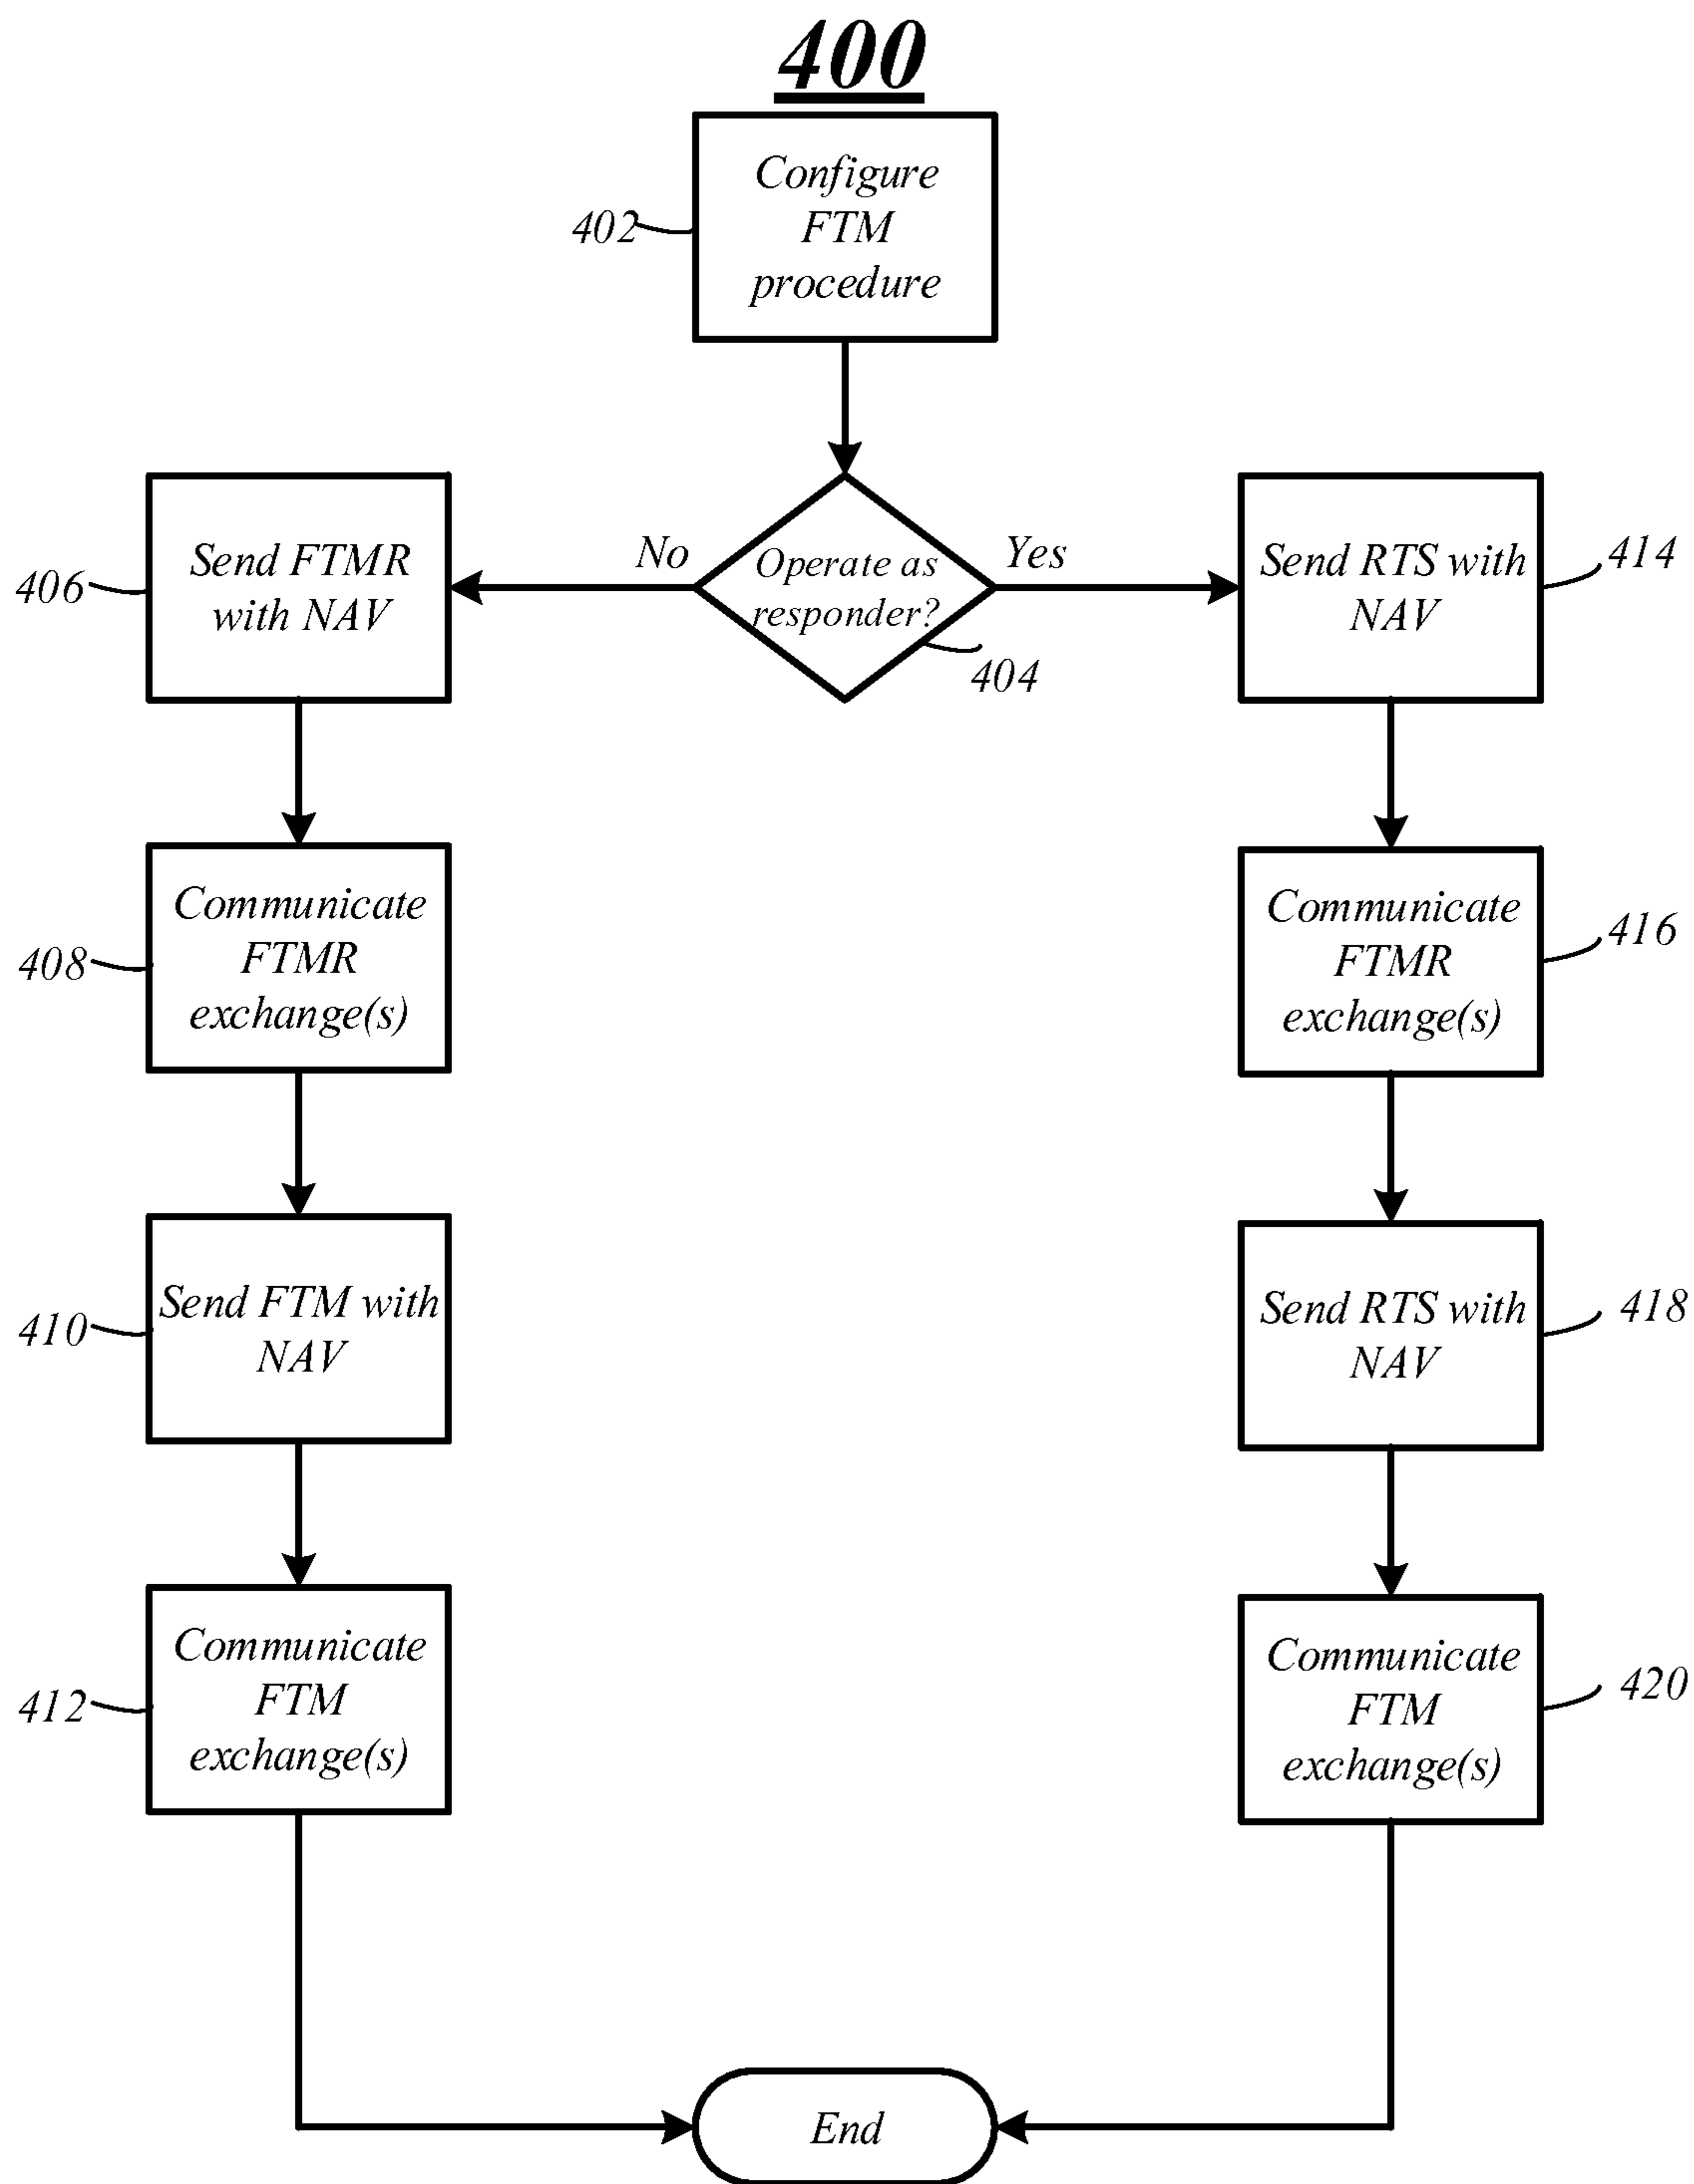 400
Configure
FTM
procedure
402
Operate as
responder?
404
No
Yes
Send FTMR
with NAV
406
Communicate
FTMR
exchange(s)
408
Send FTM with
NAV
410
Communicate
FTM
exchange(s)
412
Send RTS with
NAV
414
Communicate
FTMR
exchange(s)
416
Send RTS with
NAV
418
Communicate
FTM
exchange(s)
420
End